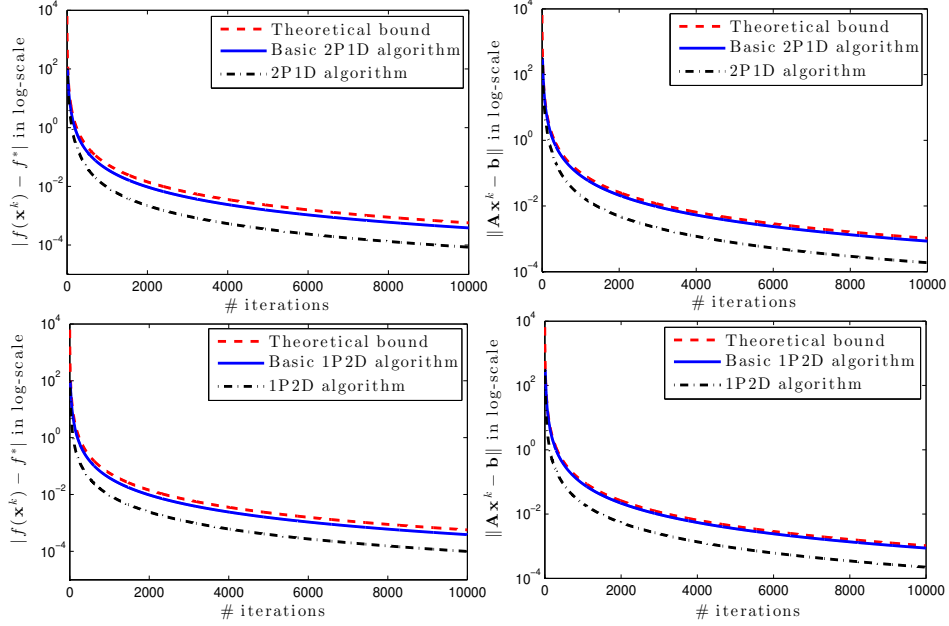 Theoretical bound
Basic 2P1D algorithm
2P1D algorithm
|f(x^k) − f*| in log-scale
10^4
10^2
10^0
10^−2
10^−4
0 2000 4000 6000 8000 10000
# iterations
Theoretical bound
Basic 2P1D algorithm
2P1D algorithm
‖Ax^k − b‖ in log-scale
10^4
10^2
10^0
10^−2
10^−4
0 2000 4000 6000 8000 10000
# iterations
Theoretical bound
Basic 1P2D algorithm
1P2D algorithm
|f(x^k) − f*| in log-scale
10^4
10^2
10^0
10^−2
10^−4
0 2000 4000 6000 8000 10000
# iterations
Theoretical bound
Basic 1P2D algorithm
1P2D algorithm
‖Ax^k − b‖ in log-scale
10^4
10^2
10^0
10^−2
10^−4
0 2000 4000 6000 8000 10000
# iterations